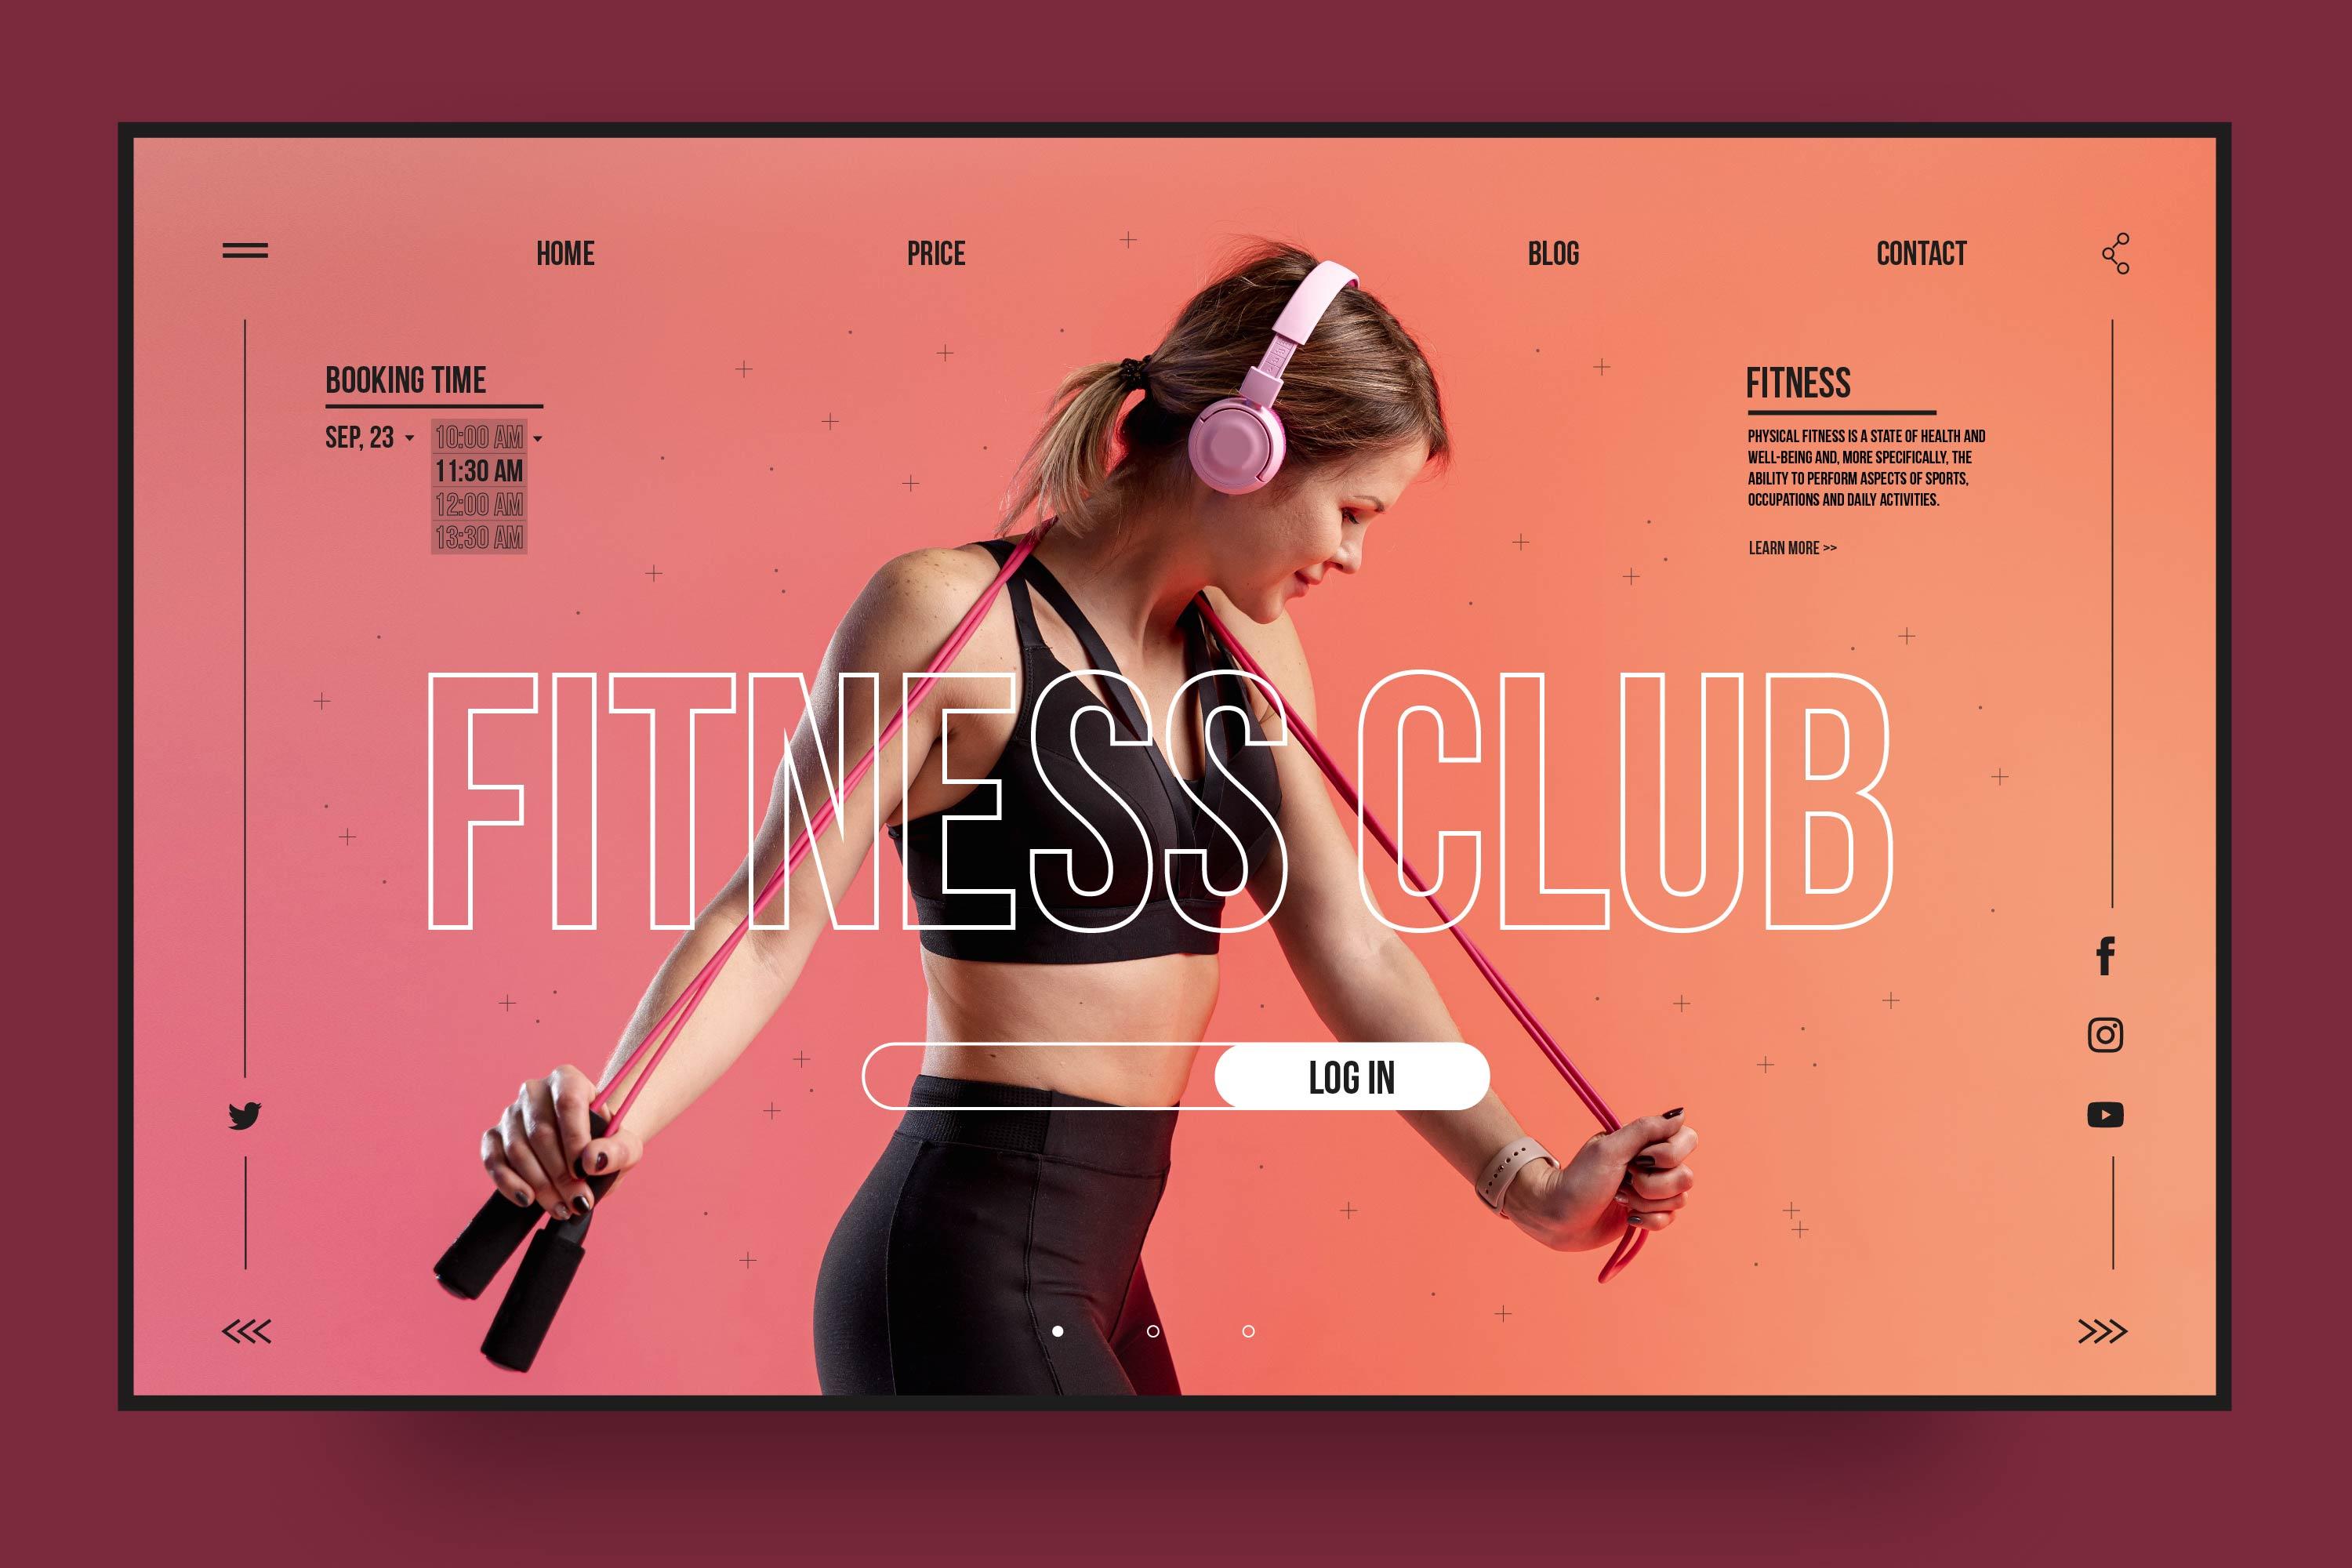 HOME
PRICE
BLOG
CONTACT
BOOKING TIME
SEP, 23
10:00 AM
11:30 AM
12:00 AM
13:30 AM
FITNESS
PHYSICAL FITNESS IS A STATE OF HEALTH AND
WELL-BEING AND, MORE SPECIFICALLY, THE
ABILITY TO PERFORM ASPECTS OF SPORTS,
OCCUPATIONS AND DAILY ACTIVITIES.
LEARN MORE >>
FITNESS CLUB
LOG IN